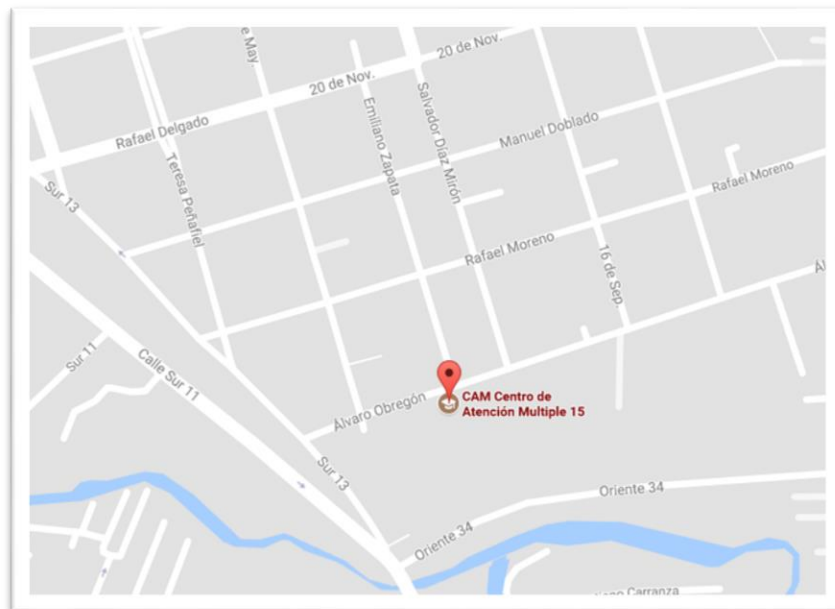 e May.
20 de Nov.
20 de Nov.
Rafael Delgado
Emiliano Zapata
Salvador Díaz Mirón
Manuel Doblado
Teresa Peñafiel
Sur 13
Rafael Moreno
Rafael Moreno
16 de Sep.
Ál
Sur 11
Calle Sur 11
CAM Centro de
Atención Multiple 15
Álvaro Obregón
Sur 13
Oriente 34
Oriente 34
Carranza